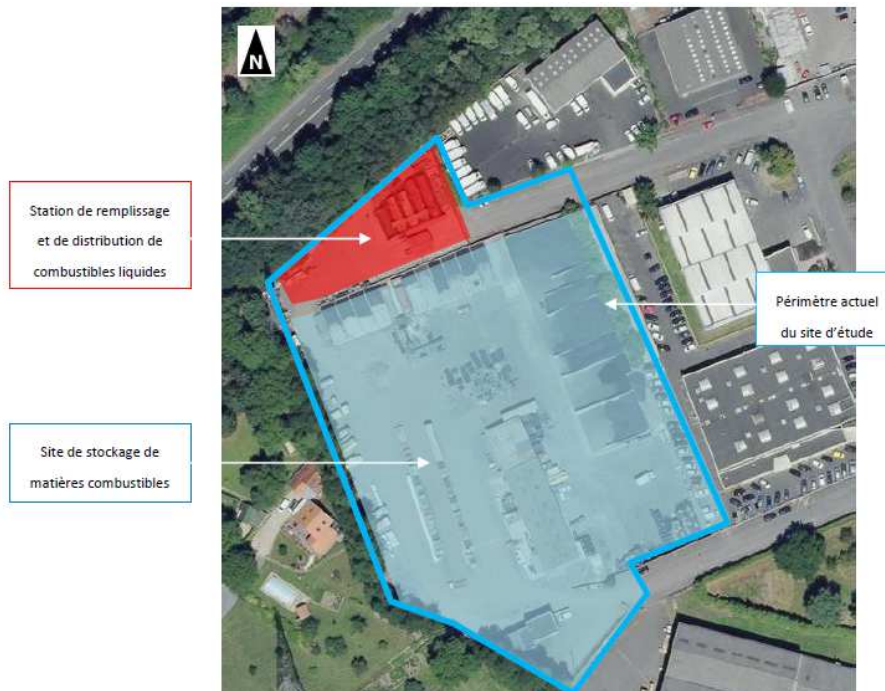 N
Station de remplissage
et de distribution de
combustibles liquides
Périmètre actuel
du site d'étude
Site de stockage de
matières combustibles